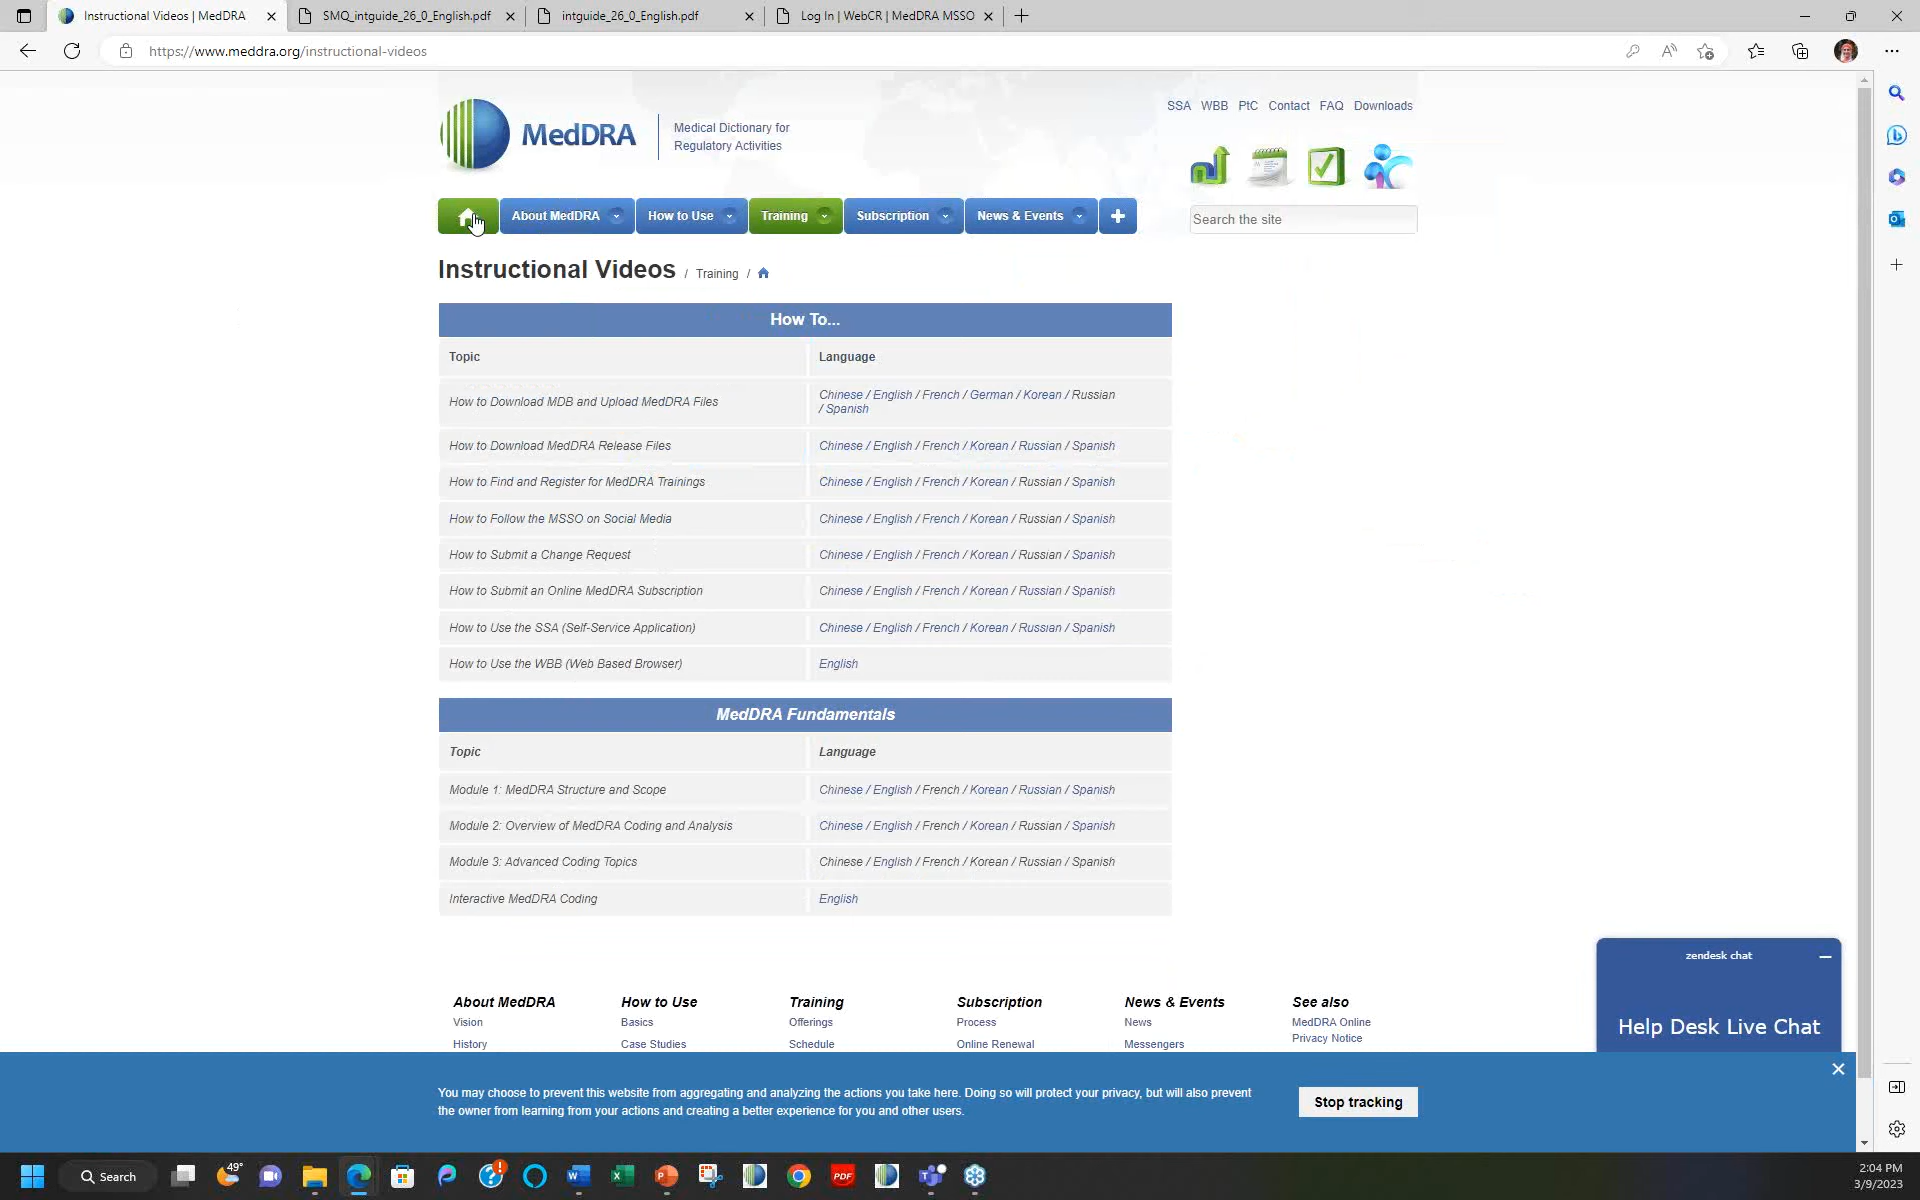 Instructional Videos | MedDRA
SMQ_intguide_26_0_English.pdf
intguide_26_0_English.pdf
Log In | WebCR | MedDRA MSSO
https://www.meddra.org/instructional-videos
SSA WBB PtC Contact FAQ Downloads
MedDRA
Medical Dictionary for
Regulatory Activities
About MedDRA
How to Use
Training
Subscription
News & Events
Search the site
Instructional Videos / Training /
How To...
Topic Language
How to Download MDB and Upload MedDRA Files
Chinese / English / French / German / Korean / Russian
/ Spanish
How to Download MedDRA Release Files Chinese / English / French / Korean / Russian / Spanish
How to Find and Register for MedDRA Trainings Chinese / English / French / Korean / Russian / Spanish
How to Follow the MSSO on Social Media Chinese / English / French / Korean / Russian / Spanish
How to Submit a Change Request Chinese / English / French / Korean / Russian / Spanish
How to Submit an Online MedDRA Subscription Chinese / English / French / Korean / Russian / Spanish
How to Use the SSA (Self-Service Application) Chinese / English / French / Korean / Russian / Spanish
How to Use the WBB (Web Based Browser) English
MedDRA Fundamentals
Topic Language
Module 1: MedDRA Structure and Scope Chinese / English / French / Korean / Russian / Spanish
Module 2: Overview of MedDRA Coding and Analysis Chinese / English / French / Korean / Russian / Spanish
Module 3: Advanced Coding Topics Chinese / English / French / Korean / Russian / Spanish
Interactive MedDRA Coding English
zendesk chat
Help Desk Live Chat
About MedDRA How to Use Training Subscription News & Events See also
Vision Basics Offerings Process News MedDRA Online
Privacy Notice
History Case Studies Schedule Online Renewal Messengers
You may choose to prevent this website from aggregating and analyzing the actions you take here. Doing so will protect your privacy, but will also prevent
the owner from learning from your actions and creating a better experience for you and other users.
Stop tracking
Search
49°
PDF
2:04 PM
3/9/2023